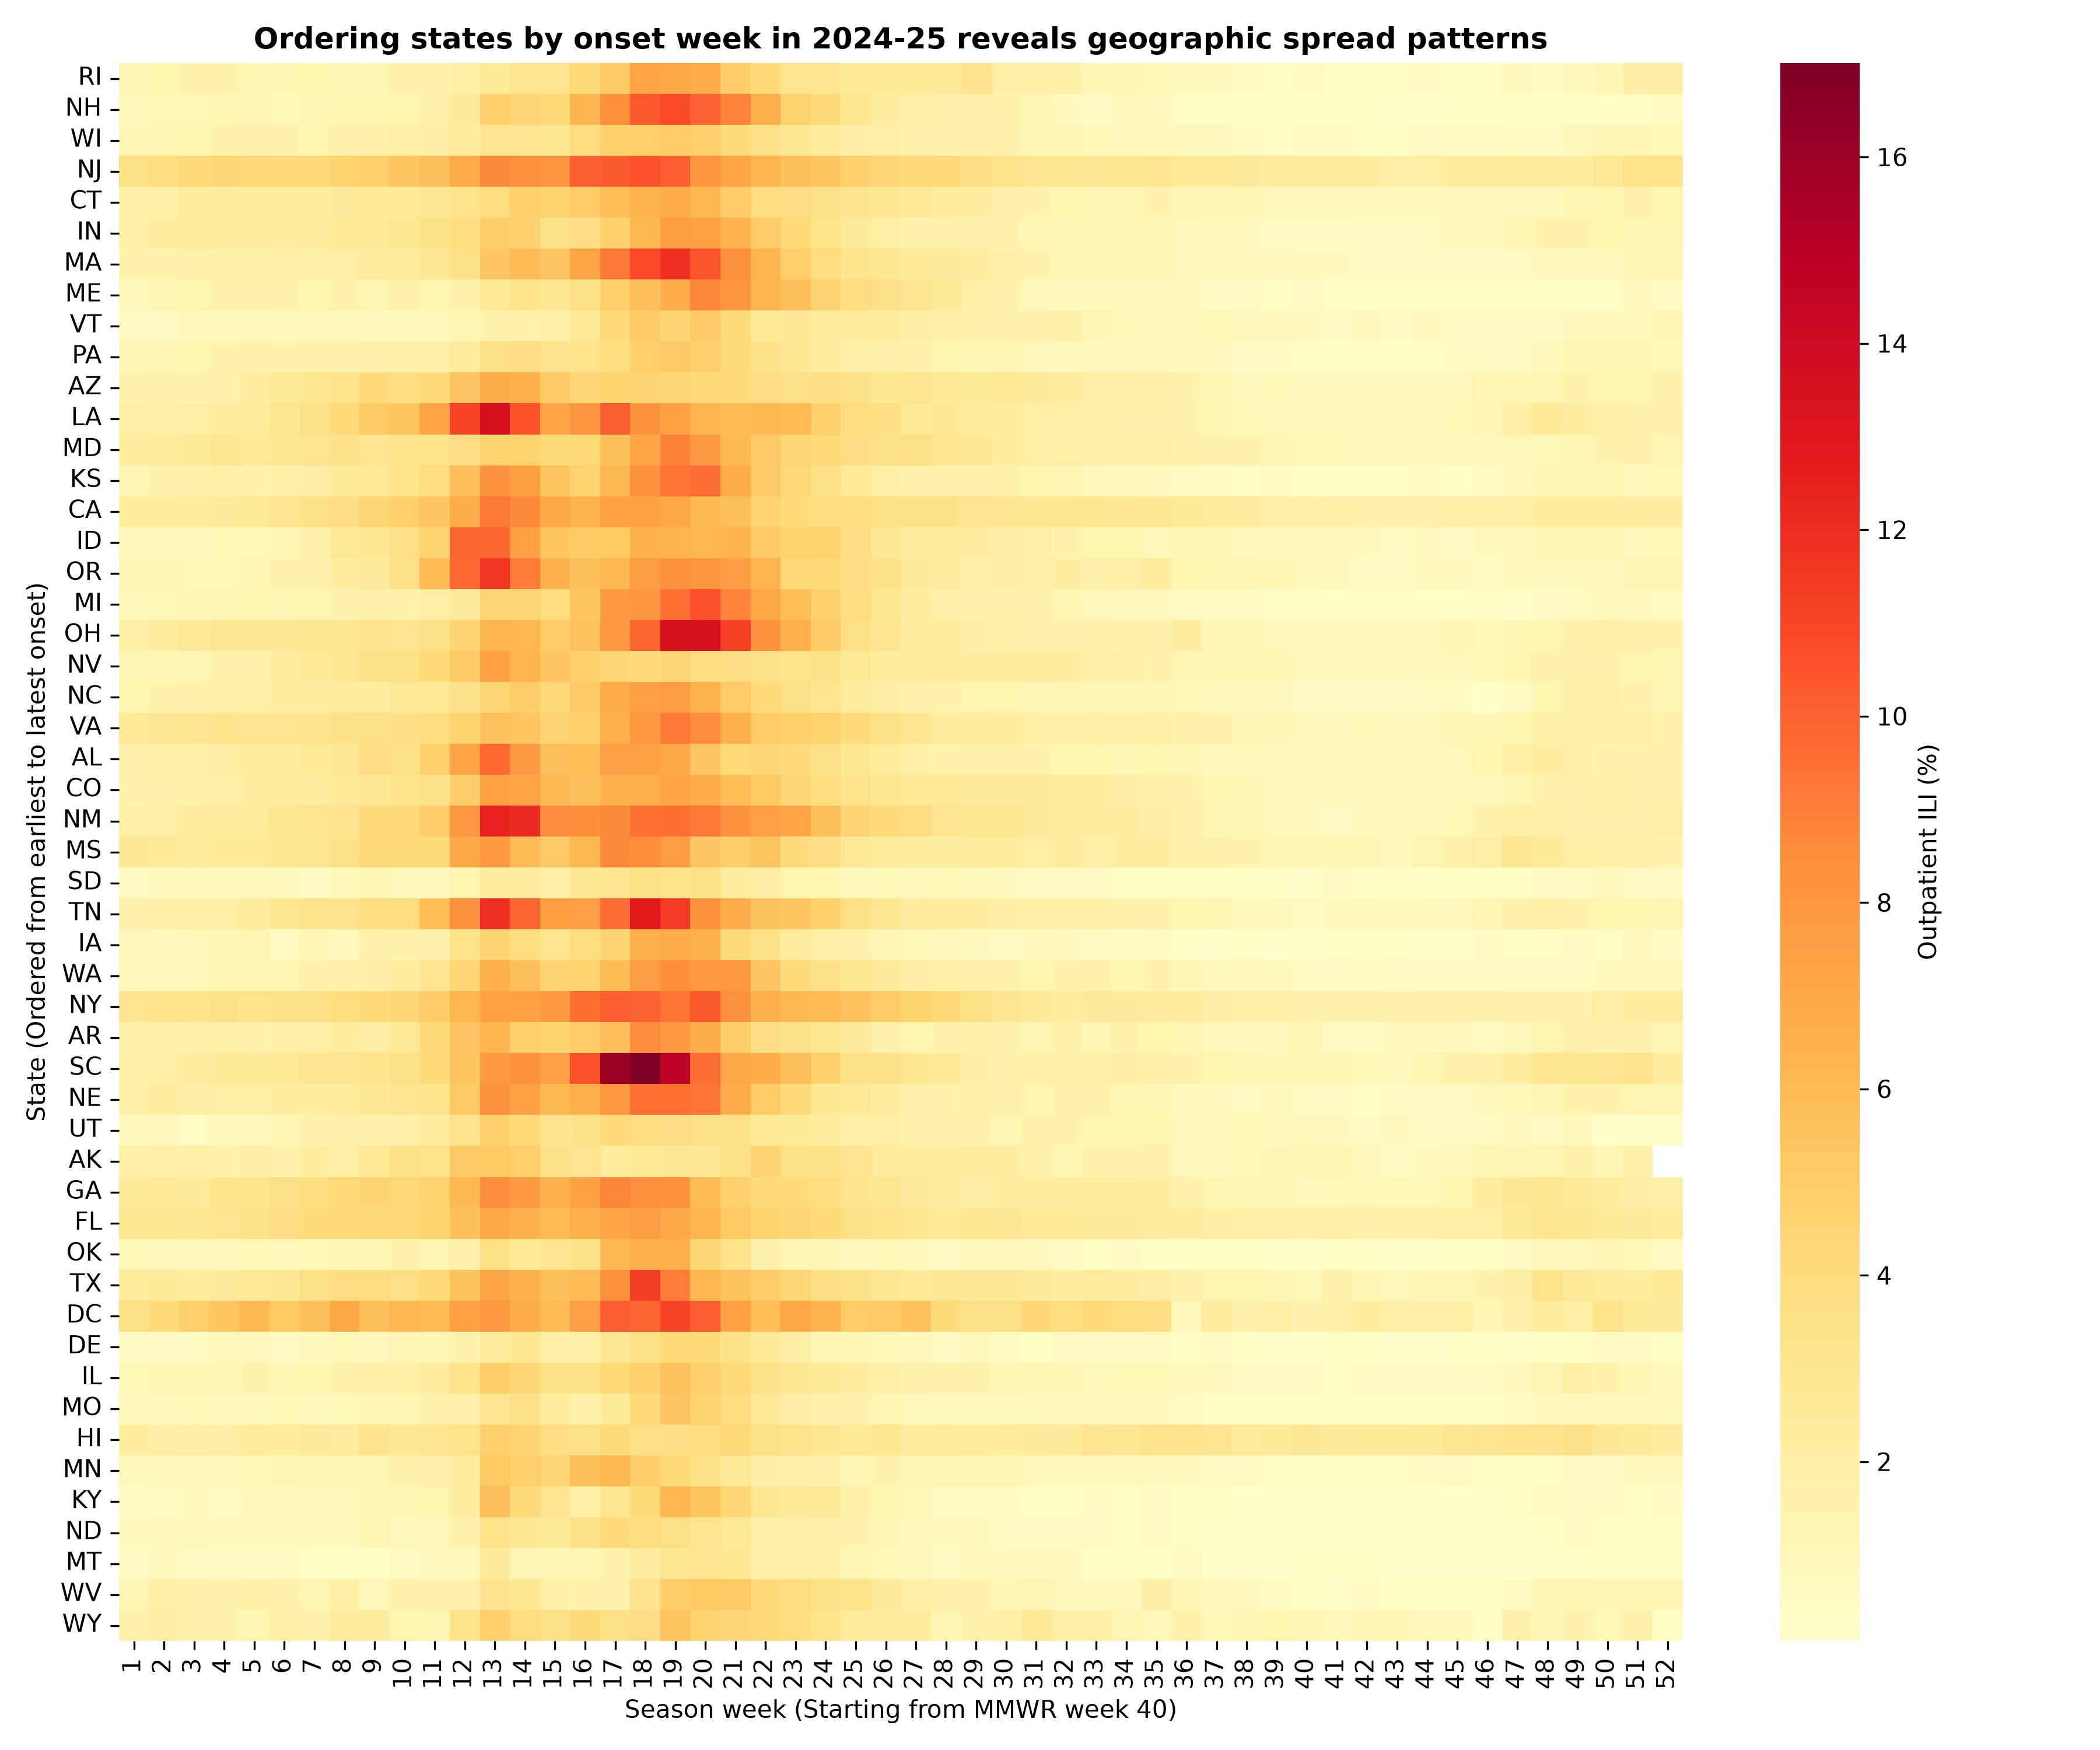 Ordering states by onset week in 2024-25 reveals geographic spread patterns
State (Ordered from earliest to latest onset)
RI
NH
WI
NJ
CT
IN
MA
ME
VT
PA
AZ
LA
MD
KS
CA
ID
OR
MI
OH
NV
NC
VA
AL
CO
NM
MS
SD
TN
IA
WA
NY
AR
SC
NE
UT
AK
GA
FL
OK
TX
DC
DE
IL
MO
HI
MN
KY
ND
MT
WV
WY
1 2 3 4 5 6 7 8 9 10 11 12 13 14 15 16 17 18 19 20 21 22 23 24 25 26 27 28 29 30 31 32 33 34 35 36 37 38 39 40 41 42 43 44 45 46 47 48 49 50 51 52
Season week (Starting from MMWR week 40)
16
14
12
10
8
6
4
2
Outpatient ILI (%)